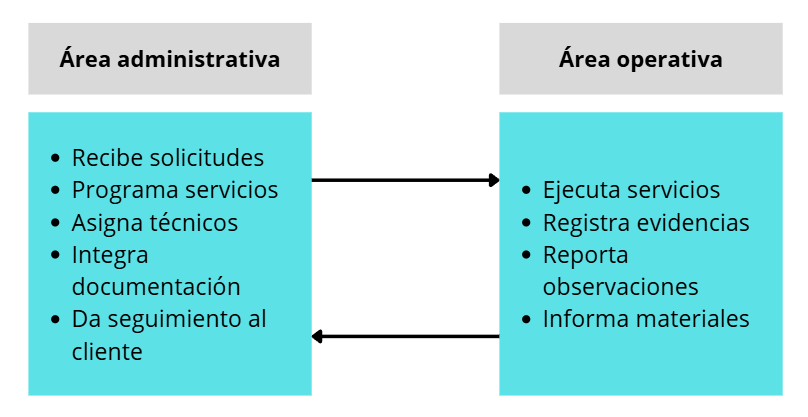 Área administrativa
Recibe solicitudes
Programa servicios
Asigna técnicos
Integra
documentación
Da seguimiento al
cliente
Área operativa
Ejecuta servicios
Registra evidencias
Reporta
observaciones
Informa materiales